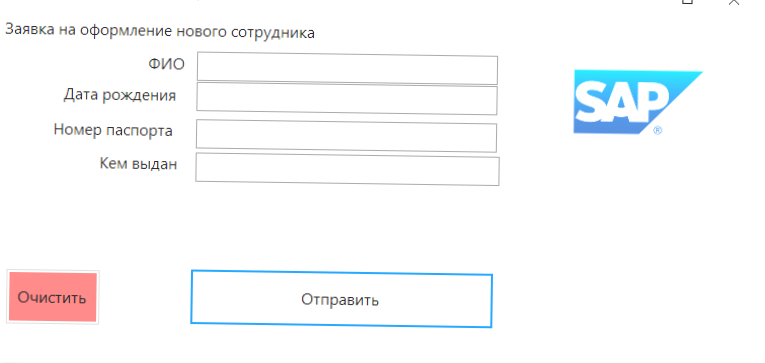 Заявка на оформление нового сотрудника
ФИО
Дата рождения
SAP®
Номер паспорта
Кем выдан
Очистить
Отправить